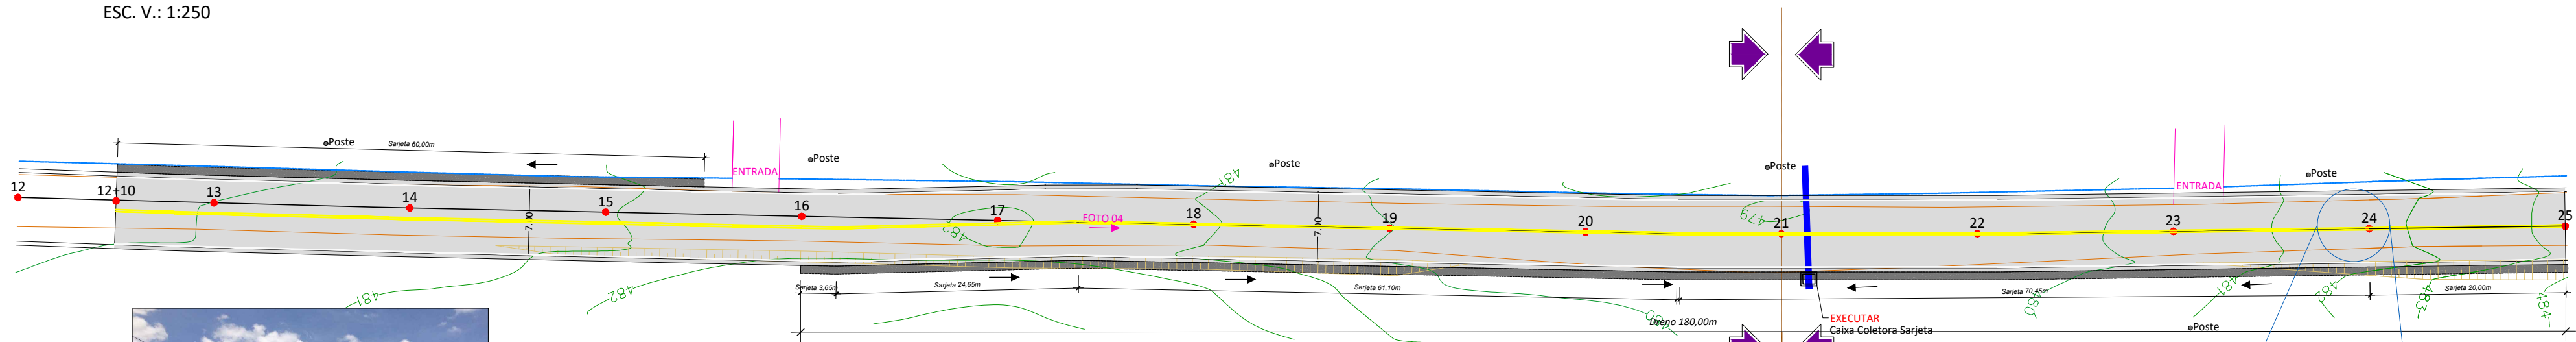 ESC. V.: 1:250
Poste
Sarjeta 60,00m
Poste
Poste
Poste
Poste
ENTRADA
ENTRADA
12
12+10
13
14
15
16
17
18
19
20
21
22
23
24
25
7,00
7,00
FOTO 04
481
479
481
482
480
480
481
482
483
484
Sarjeta 3,65m
Sarjeta 24,65m
Sarjeta 61,10m
Sarjeta 70,45m
Sarjeta 20,00m
Dreno 180,00m
EXECUTAR
Caixa Coletora Sarjeta
Poste